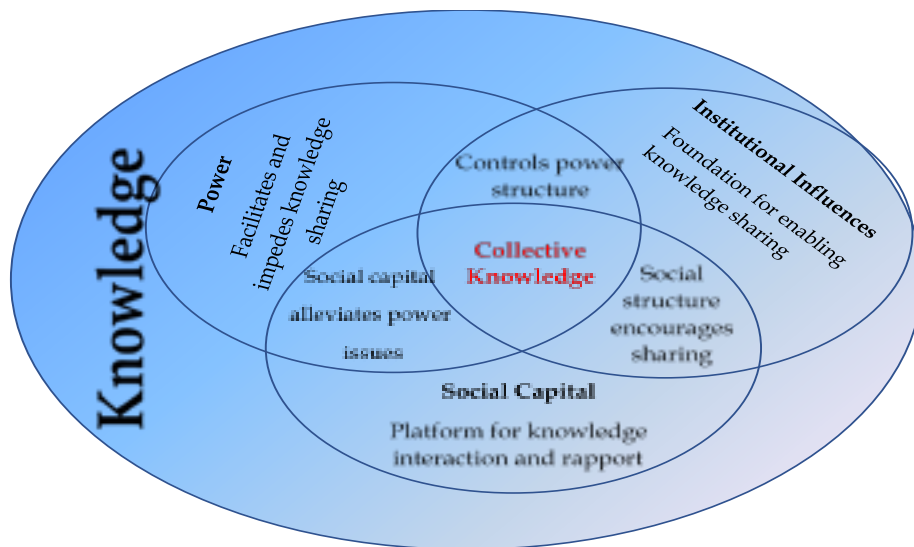 Knowledge
Power
Facilitates and
impedes knowledge
sharing
Controls power
structure
Institutional Influences
Foundation for enabling
knowledge sharing
Collective
Knowledge
Social capital
alleviates power
issues
Social
structure
encourages
sharing
Social Capital
Platform for knowledge
interaction and rapport